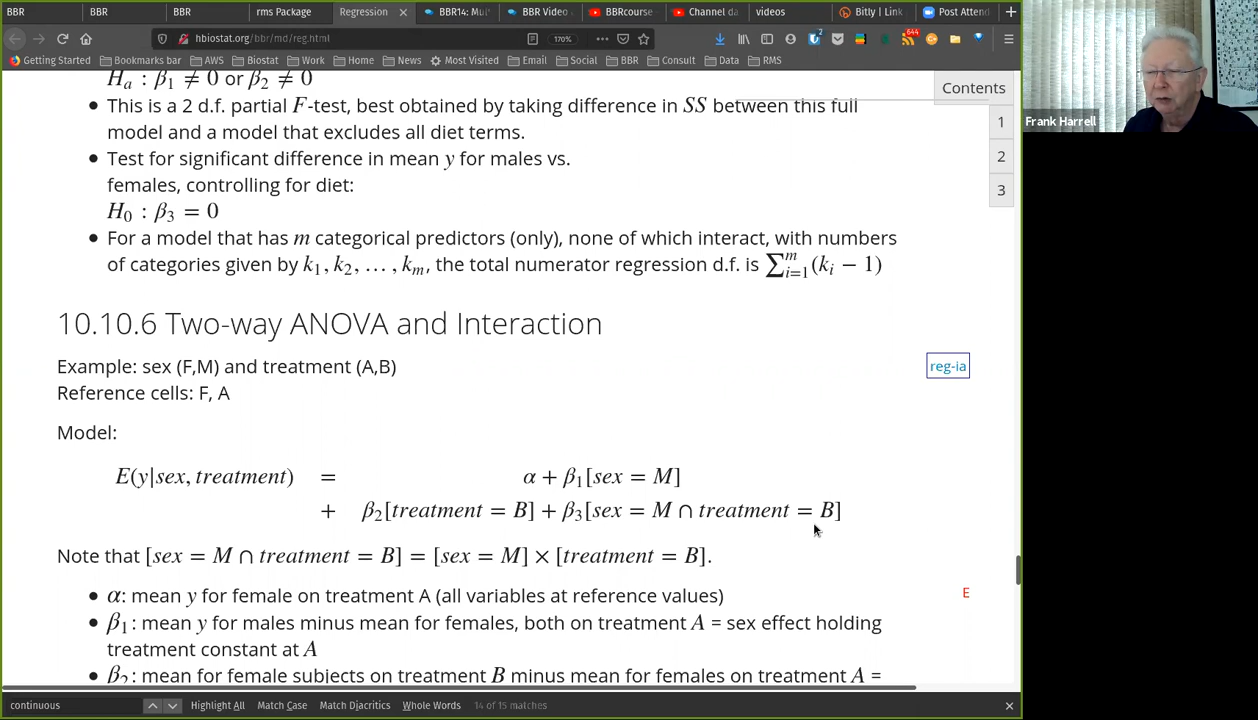 BBR BBR BBR rms Package Regression × BBR14: Mul BBR Video BBRcourse Channel da videos Bitly | Link Post Attend +
hbiostat.org/bbr/md/reg.html 170% 2 644
Getting Started Bookmarks bar AWS Biostat Work Home News Most Visited Email Social BBR Consult Data RMS
Frank Harrell
Contents
1
2
3
Hₐ : β₁ ≠ 0 or β₂ ≠ 0
• This is a 2 d.f. partial F-test, best obtained by taking difference in SS between this full
model and a model that excludes all diet terms.
• Test for significant difference in mean y for males vs.
females, controlling for diet:
H₀ : β₃ = 0
• For a model that has m categorical predictors (only), none of which interact, with numbers
of categories given by k₁, k₂, … , kₘ, the total numerator regression d.f. is ∑ᵐᵢ₌₁(kᵢ − 1)
10.10.6 Two-way ANOVA and Interaction
Example: sex (F,M) and treatment (A,B) reg-ia
Reference cells: F, A
Model:
E(y|sex, treatment) = α + β₁[sex = M]
+ β₂[treatment = B] + β₃[sex = M ∩ treatment = B]
Note that [sex = M ∩ treatment = B] = [sex = M] × [treatment = B].
• α: mean y for female on treatment A (all variables at reference values) E
• β₁: mean y for males minus mean for females, both on treatment A = sex effect holding
treatment constant at A
• β₂: mean for female subjects on treatment B minus mean for females on treatment A =
continuous Highlight All Match Case Match Diacritics Whole Words 14 of 15 matches ×